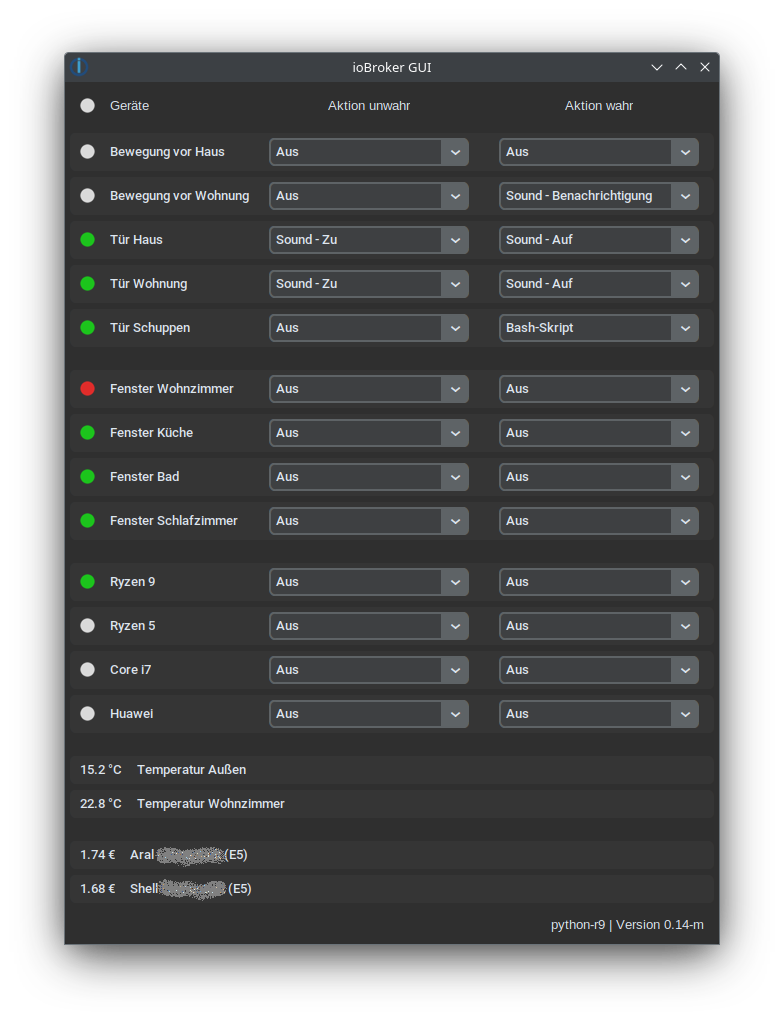 ioBroker GUI
Geräte Aktion unwahr Aktion wahr
Bewegung vor Haus Aus Aus
Bewegung vor Wohnung Aus Sound - Benachrichtigung
Tür Haus Sound - Zu Sound - Auf
Tür Wohnung Sound - Zu Sound - Auf
Tür Schuppen Aus Bash-Skript
Fenster Wohnzimmer Aus Aus
Fenster Küche Aus Aus
Fenster Bad Aus Aus
Fenster Schlafzimmer Aus Aus
Ryzen 9 Aus Aus
Ryzen 5 Aus Aus
Core i7 Aus Aus
Huawei Aus Aus
15.2 °C Temperatur Außen
22.8 °C Temperatur Wohnzimmer
1.74 € Aral (E5)
1.68 € Shell (E5)
python-r9 | Version 0.14-m